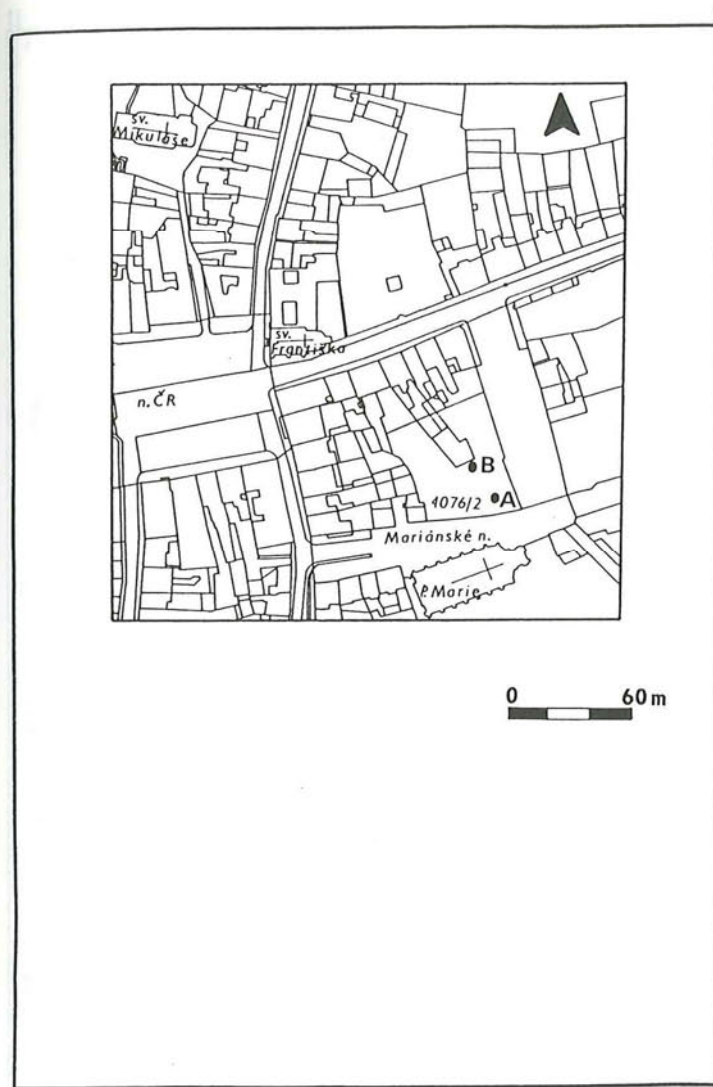 sv.
Mikuláše
sv.
Františka
n. ČR
B
A
4076/2
Mariánské n.
P. Marie
0 60 m